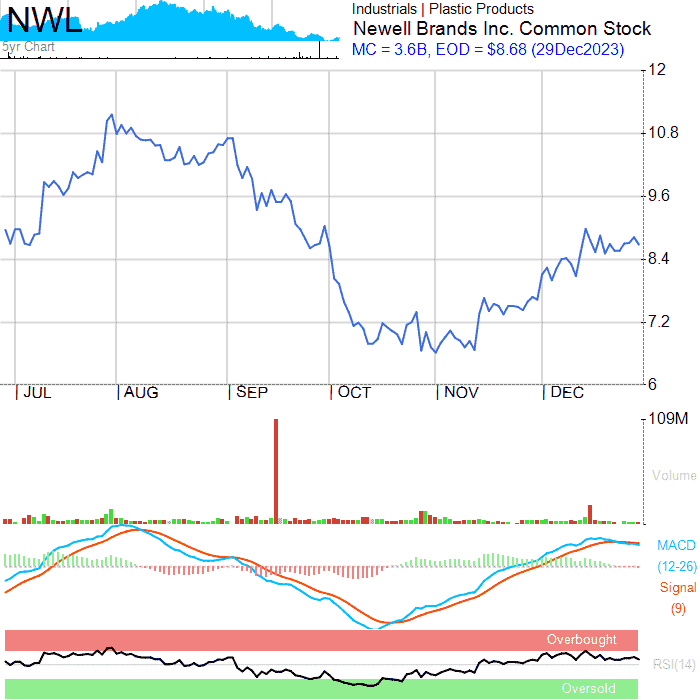 NWL
5yr Chart
Industrials | Plastic Products
Newell Brands Inc. Common Stock
MC = 3.6B, EOD = $8.68 (29Dec2023)
12
10.8
9.6
8.4
7.2
6
JUL AUG SEP OCT NOV DEC
109M
Volume
MACD
(12-26)
Signal
(9)
Overbought
RSI(14)
Oversold